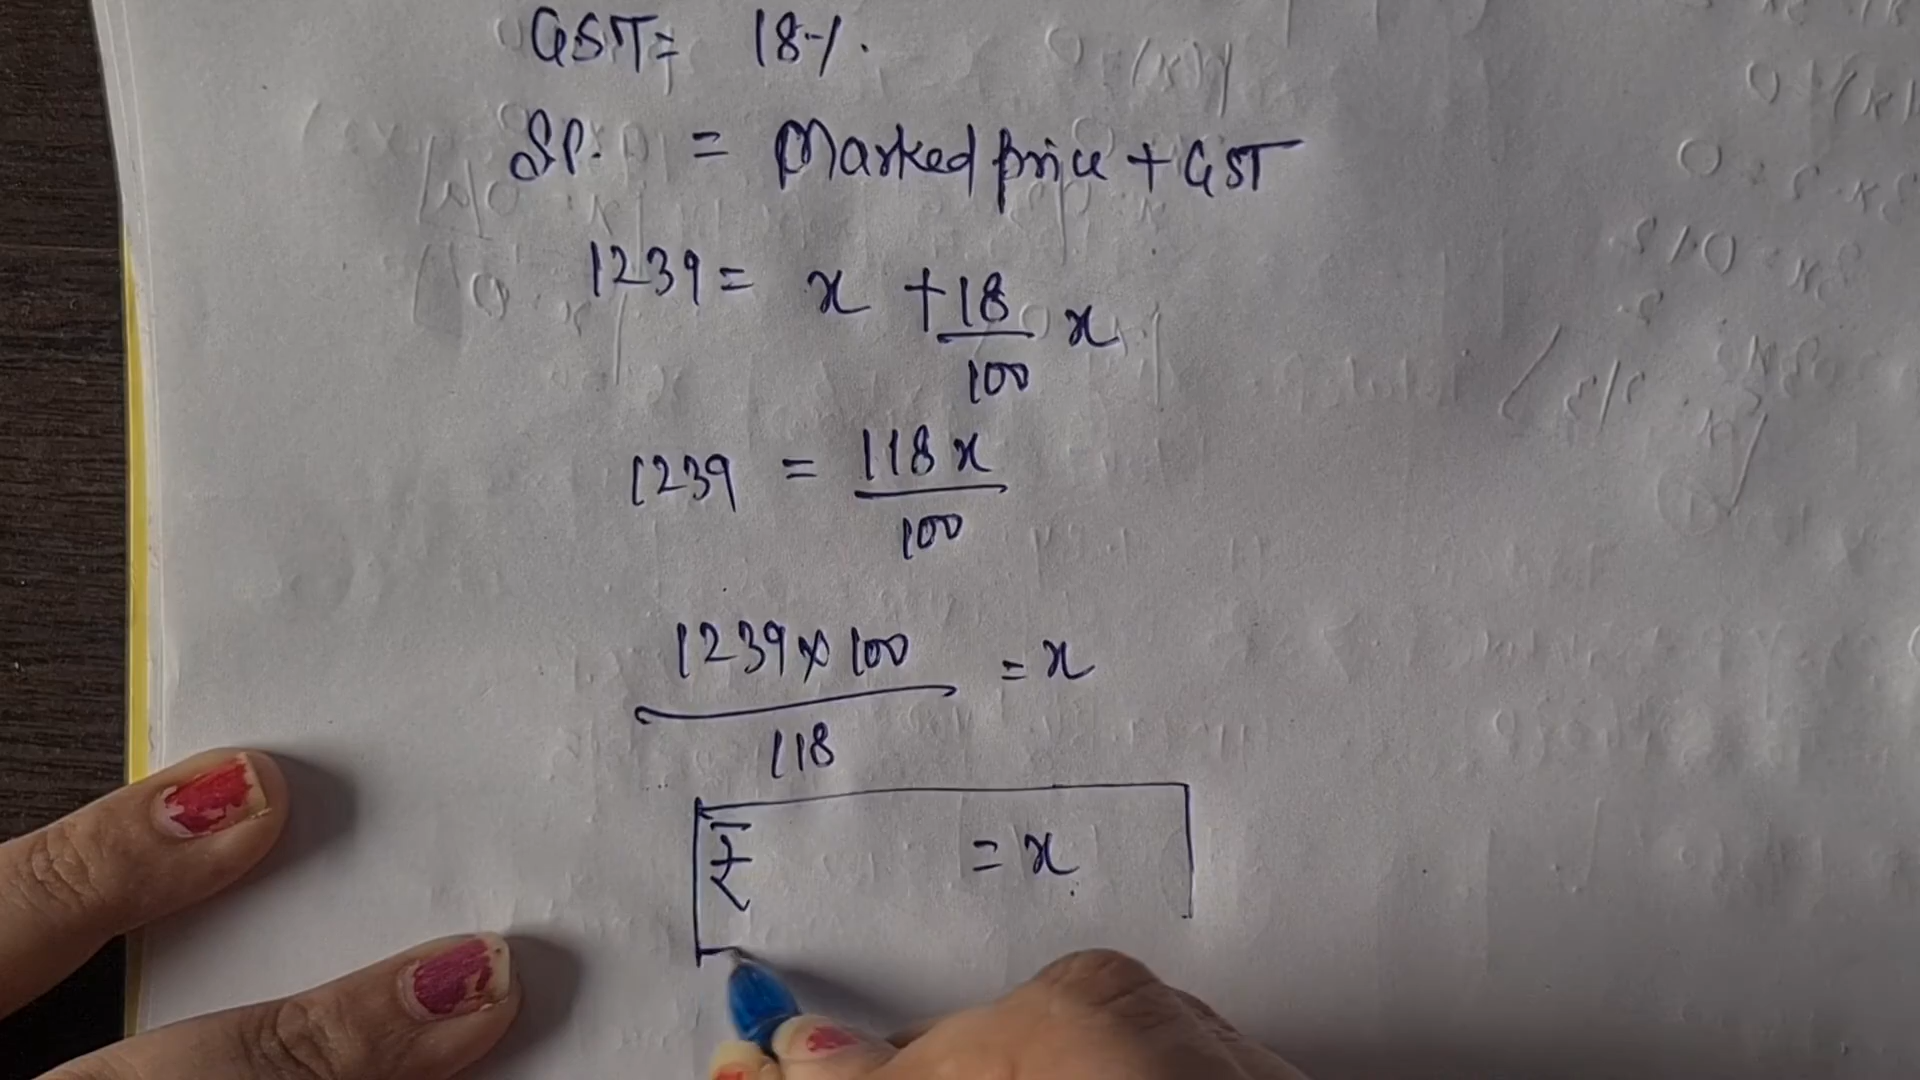 GST = 18%.
SP. = Marked price + GST
1239 = x + 18/100 x
1239 = 118x/100
1239 × 100/118 = x
₹ = x